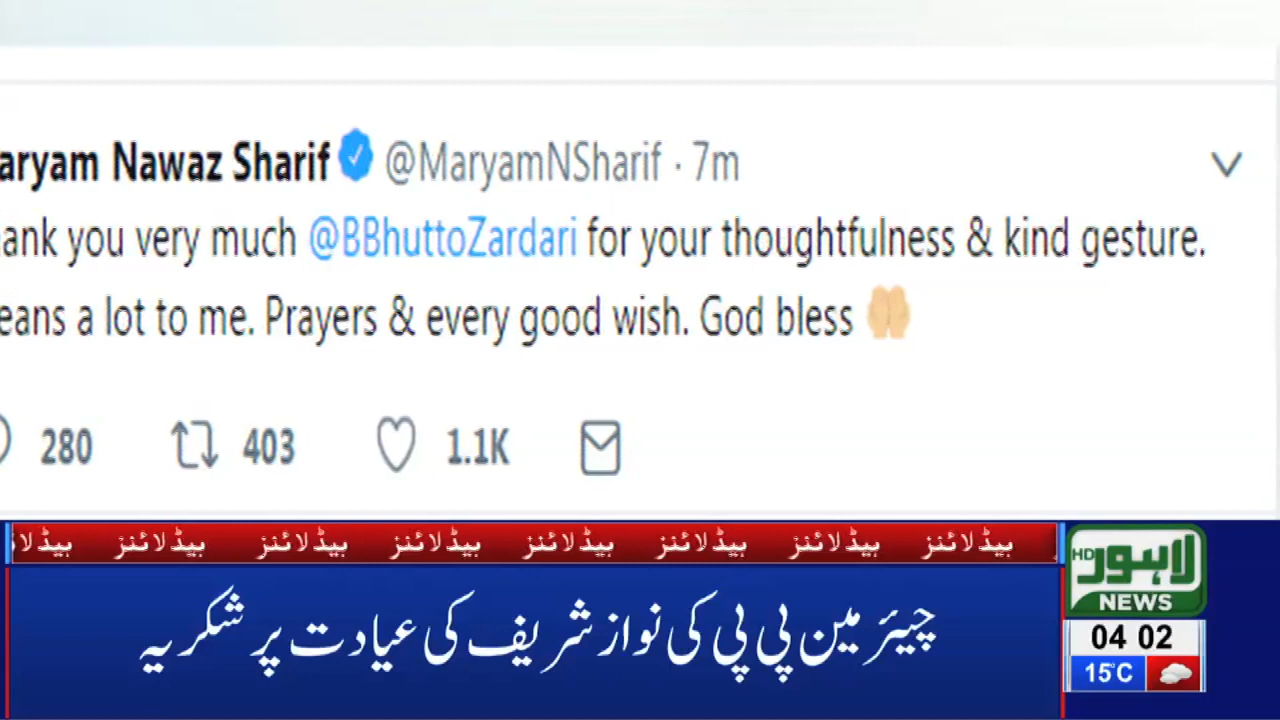 aryam Nawaz Sharif @MaryamNSharif · 7m
ank you very much @BBhuttoZardari for your thoughtfulness & kind gesture.
eans a lot to me. Prayers & every good wish. God bless
280 403 1.1K
ہیڈلائنز ہیڈلائنز ہیڈلائنز ہیڈلائنز ہیڈلائنز ہیڈلائنز ہیڈلائنز ہیڈلا
چیئرمین پی پی کی نواز شریف کی عیادت پر شکریہ
لاہور HD
NEWS
04 02
15°C